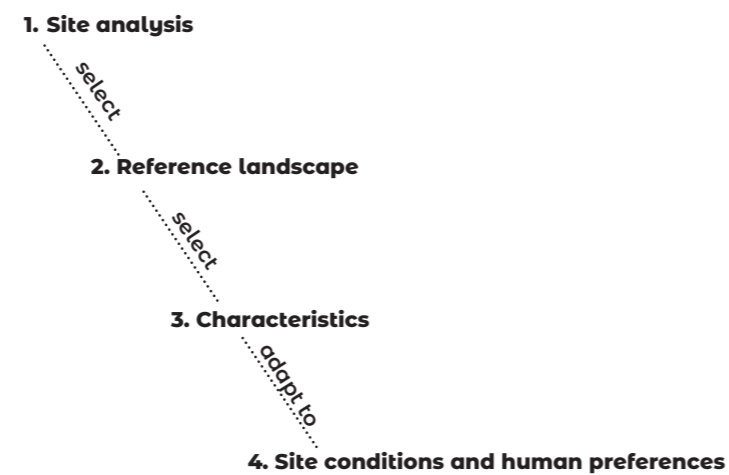 1. Site analysis
select
2. Reference landscape
select
3. Characteristics
adapt to
4. Site conditions and human preferences